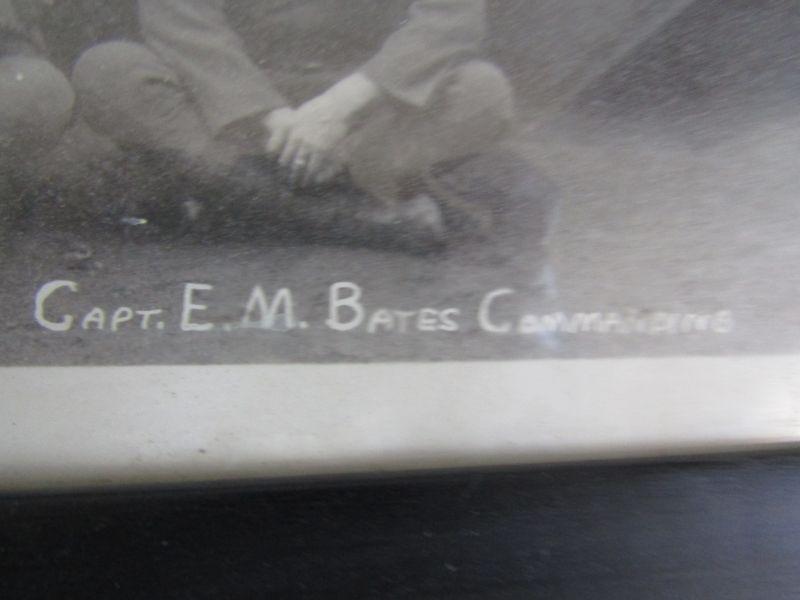 CAPT. E. M. BATES COMMANDING